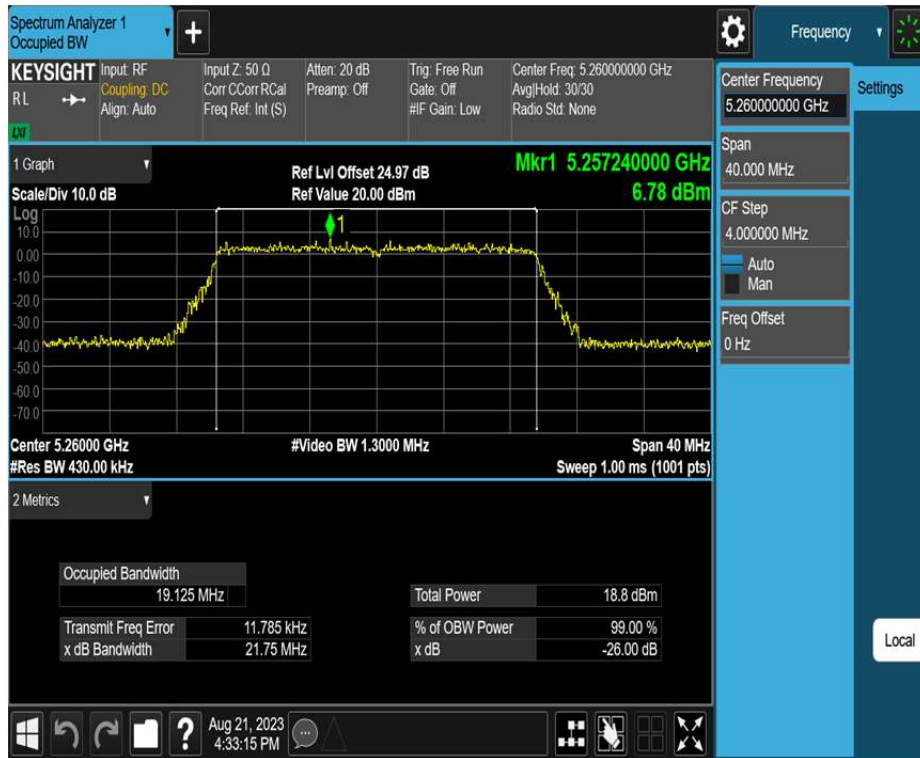 Spectrum Analyzer 1
Occupied BW
+
Frequency
KEYSIGHT
R L
LXI
Input: RF
Coupling: DC
Align: Auto
Input Z: 50 Ω
Corr CCorr RCal
Freq Ref: Int (S)
Atten: 20 dB
Preamp: Off
Trig: Free Run
Gate: Off
#IF Gain: Low
Center Freq: 5.260000000 GHz
Avg|Hold: 30/30
Radio Std: None
Center Frequency
5.260000000 GHz
Settings
Span
40.000 MHz
CF Step
4.000000 MHz
Auto
Man
Freq Offset
0 Hz
Local
1 Graph
Scale/Div 10.0 dB
Ref Lvl Offset 24.97 dB
Ref Value 20.00 dBm
Mkr1 5.257240000 GHz
6.78 dBm
Log
1
10.0
0.00
-10.0
-20.0
-30.0
-40.0
-50.0
-60.0
-70.0
Center 5.26000 GHz
#Video BW 1.3000 MHz
Span 40 MHz
#Res BW 430.00 kHz
Sweep 1.00 ms (1001 pts)
2 Metrics
Occupied Bandwidth
19.125 MHz
Total Power 18.8 dBm
Transmit Freq Error 11.785 kHz
% of OBW Power 99.00 %
x dB Bandwidth 21.75 MHz
x dB -26.00 dB
?
Aug 21, 2023
4:33:15 PM